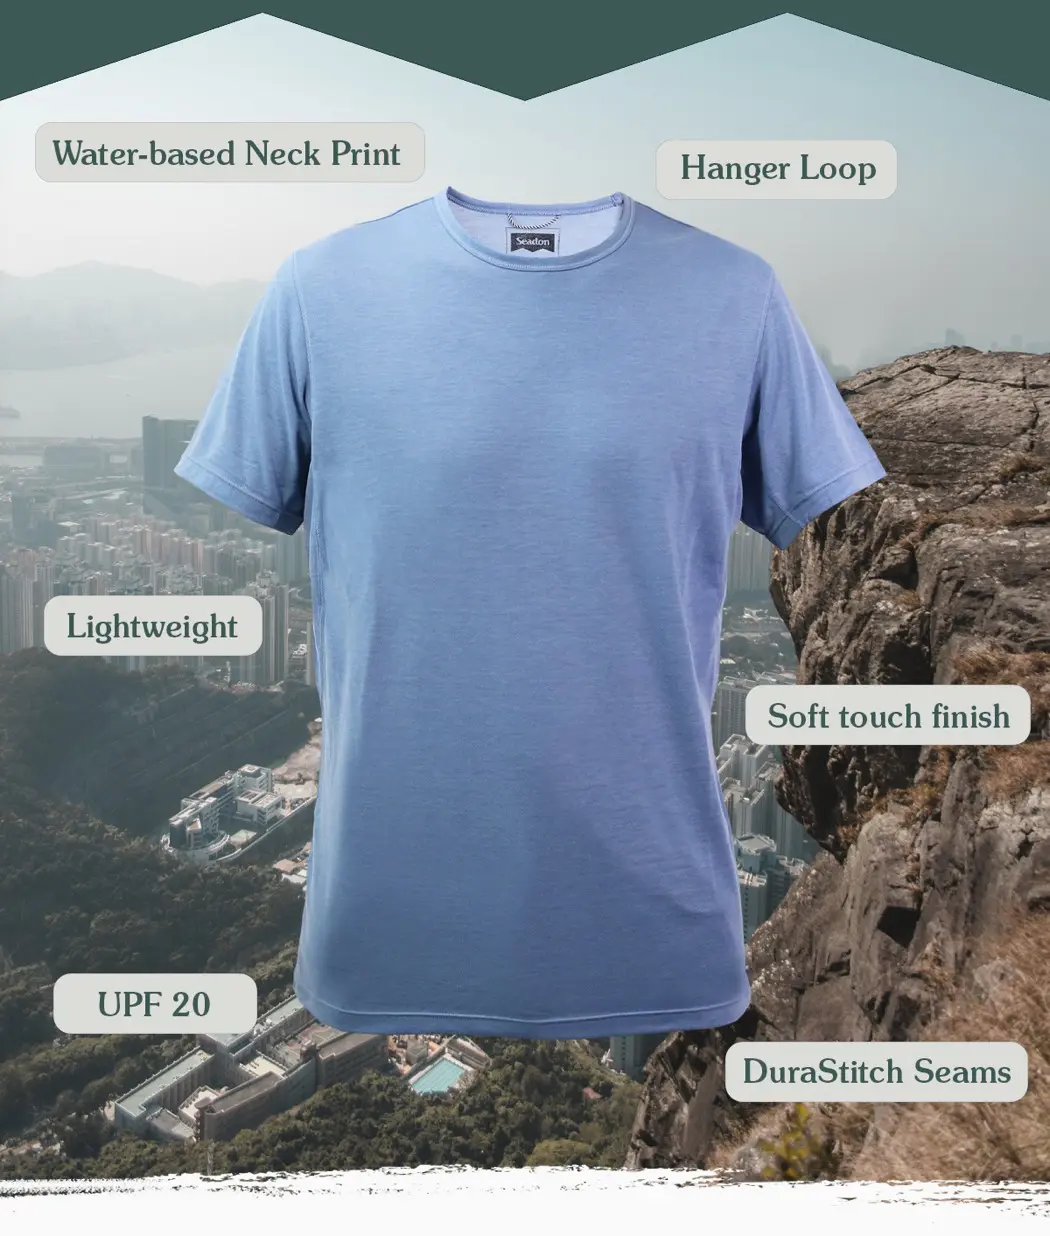 Water-based Neck Print
Hanger Loop
Seadon
Lightweight
Soft touch finish
UPF 20
DuraStitch Seams